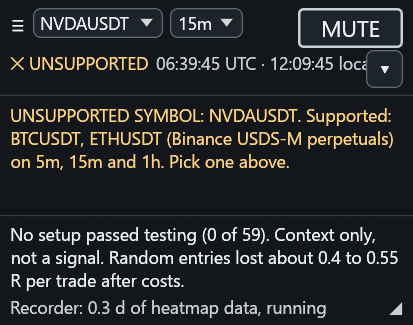 NVDAUSDT 15m MUTE
UNSUPPORTED 06:39:45 UTC · 12:09:45
UNSUPPORTED SYMBOL: NVDAUSDT. Supported:
BTCUSDT, ETHUSDT (Binance USDS-M perpetuals)
on 5m, 15m and 1h. Pick one above.
No setup passed testing (0 of 59). Context only,
not a signal. Random entries lost about 0.4 to 0.55
R per trade after costs.
Recorder: 0.3 d of heatmap data, running